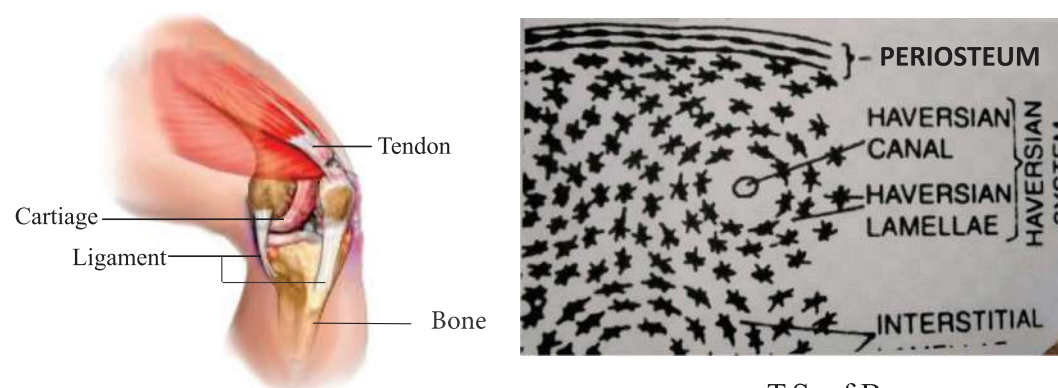 Tendon
Cartiage
Ligament
Bone
PERIOSTEUM
HAVERSIAN
CANAL
HAVERSIAN
LAMELLAE
HAVERSIAN
INTERSTITIAL